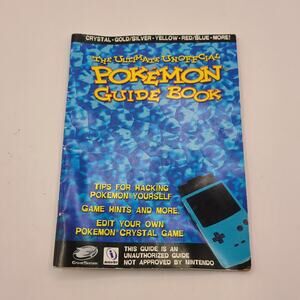 CRYSTAL-GOLD/SILVER-YELLOW-RED/BLUE-MORE!
THE ULTIMATE UNOFFICIAL
POKEMON
GUIDE BOOK
TIPS FOR HACKING
POKEMON YOURSELF
GAME HINTS AND MORE.
EDIT YOUR OWN
POKEMON CRYSTAL GAME
THIS GUIDE IS AN
UNAUTHORIZED GUIDE
NOT APPROVED BY NINTENDO